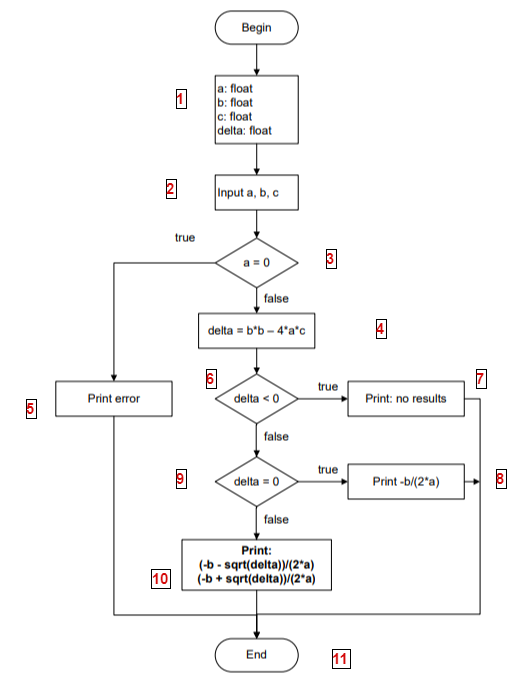 Begin
1
a: float
b: float
c: float
delta: float
2
Input a, b, c
true
a = 0
3
false
delta = b*b – 4*a*c
4
6
delta < 0
true
Print: no results
7
5
Print error
false
9
delta = 0
true
Print -b/(2*a)
8
false
10
Print:
(-b - sqrt(delta))/(2*a)
(-b + sqrt(delta))/(2*a)
End
11